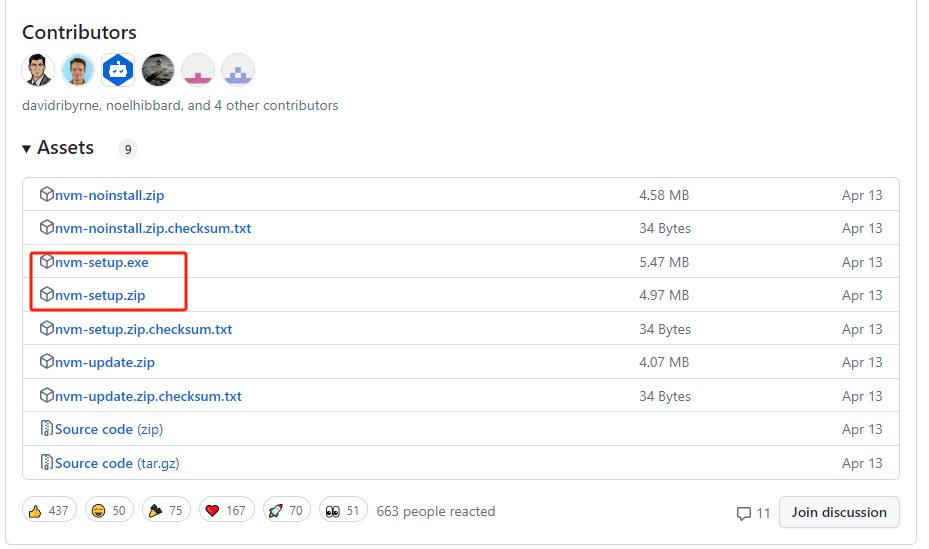 Contributors
davidribyrne, noelhibbard, and 4 other contributors
Assets 9
nvm-noinstall.zip 4.58 MB Apr 13
nvm-noinstall.zip.checksum.txt 34 Bytes Apr 13
nvm-setup.exe 5.47 MB Apr 13
nvm-setup.zip 4.97 MB Apr 13
nvm-setup.zip.checksum.txt 34 Bytes Apr 13
nvm-update.zip 4.07 MB Apr 13
nvm-update.zip.checksum.txt 34 Bytes Apr 13
Source code (zip) Apr 13
Source code (tar.gz) Apr 13
437 50 75 167 70 51 663 people reacted 11 Join discussion